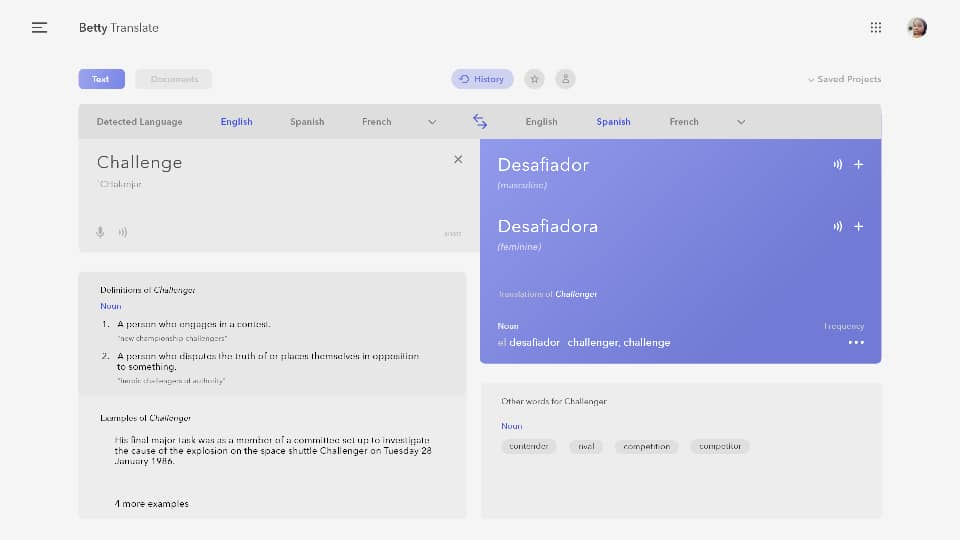 Betty Translate
Text
Documents
History
Saved Projects
Detected Language
English
Spanish
French
English
Spanish
French
Challenge
Desafiador
(masculine)
Desafiadora
(feminine)
Translations of Challenger
Noun
Frequency
el desafiador challenger, challenge
Definitions of Challenger
Noun
1. A person who engages in a contest.
"new championship challengers"
2. A person who disputes the truth of or places themselves in opposition
to something.
"heroic challengers of authority"
Examples of Challenger
His final major task was as a member of a committee set up to investigate
the cause of the explosion on the space shuttle Challenger on Tuesday 28
January 1986.
4 more examples
Other words for Challenger
Noun
contender
rival
competition
competitor